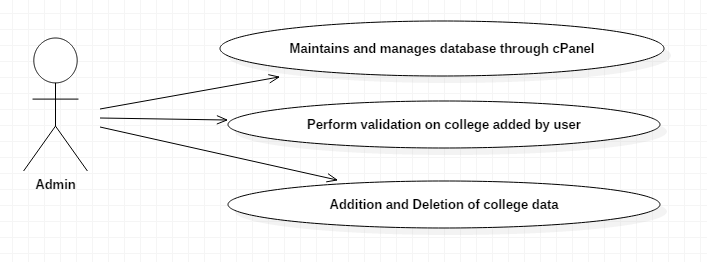 Maintains and manages database through cPanel
Perform validation on college added by user
Admin
Addition and Deletion of college data